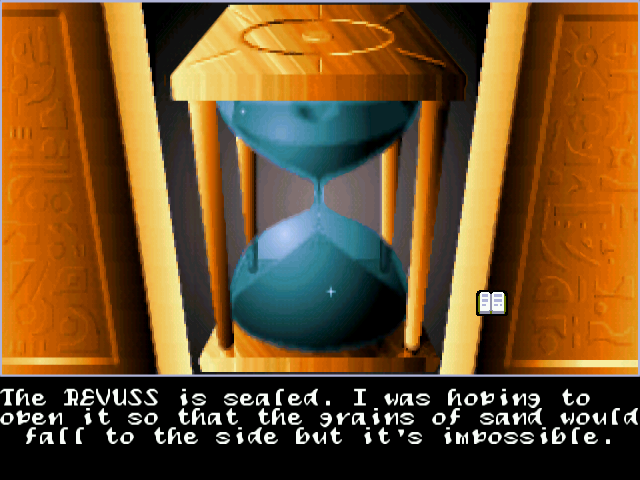 The REVUSS is sealed. I was hoping to
open it so that the grains of sand would
fall to the side but it's impossible.